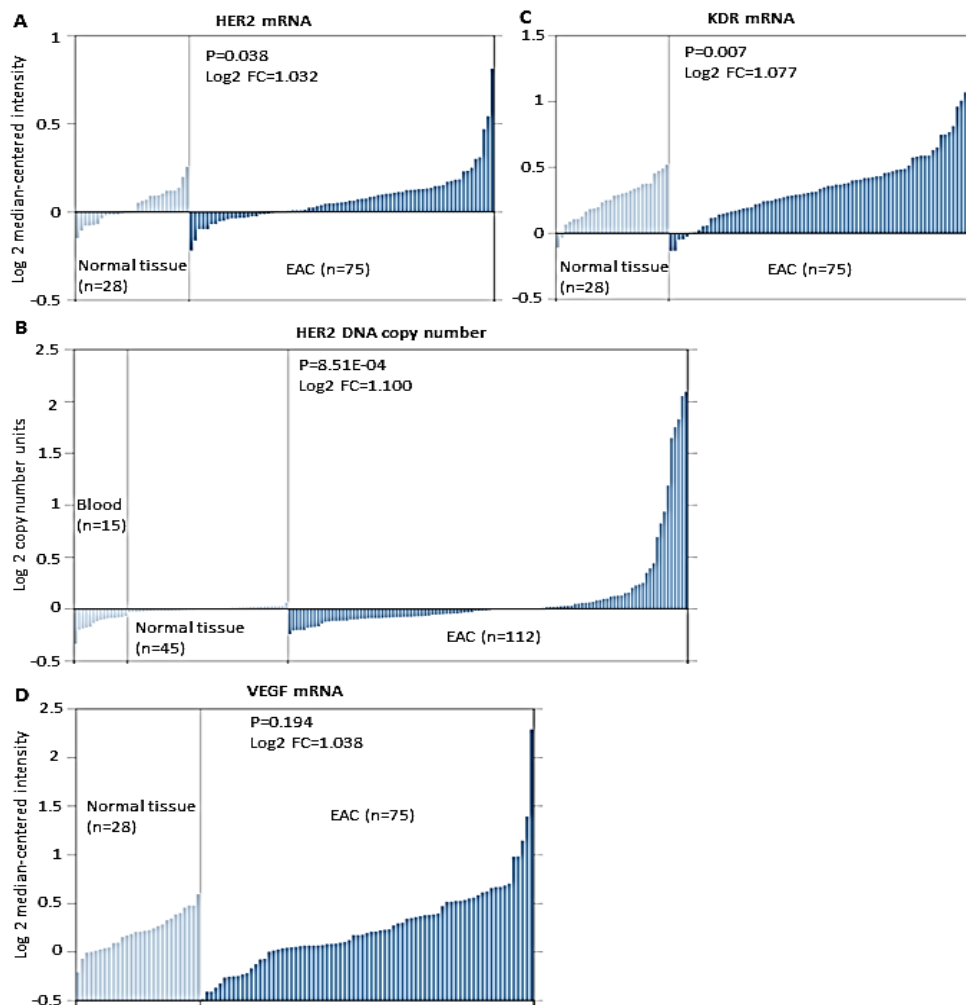 A
HER2 mRNA
1
0.5
0
-0.5
Log 2 median-centered intensity
P=0.038
Log2 FC=1.032
Normal tissue
(n=28)
EAC (n=75)
C
KDR mRNA
1.5
1
0.5
0
-0.5
P=0.007
Log2 FC=1.077
Normal tissue
(n=28)
EAC (n=75)
B
HER2 DNA copy number
2.5
2
1.5
1
0.5
0
-0.5
Log 2 copy number units
P=8.51E-04
Log2 FC=1.100
Blood
(n=15)
Normal tissue
(n=45)
EAC (n=112)
D
VEGF mRNA
2.5
2
1.5
1
0.5
0
-0.5
Log 2 median-centered intensity
P=0.194
Log2 FC=1.038
Normal tissue
(n=28)
EAC (n=75)